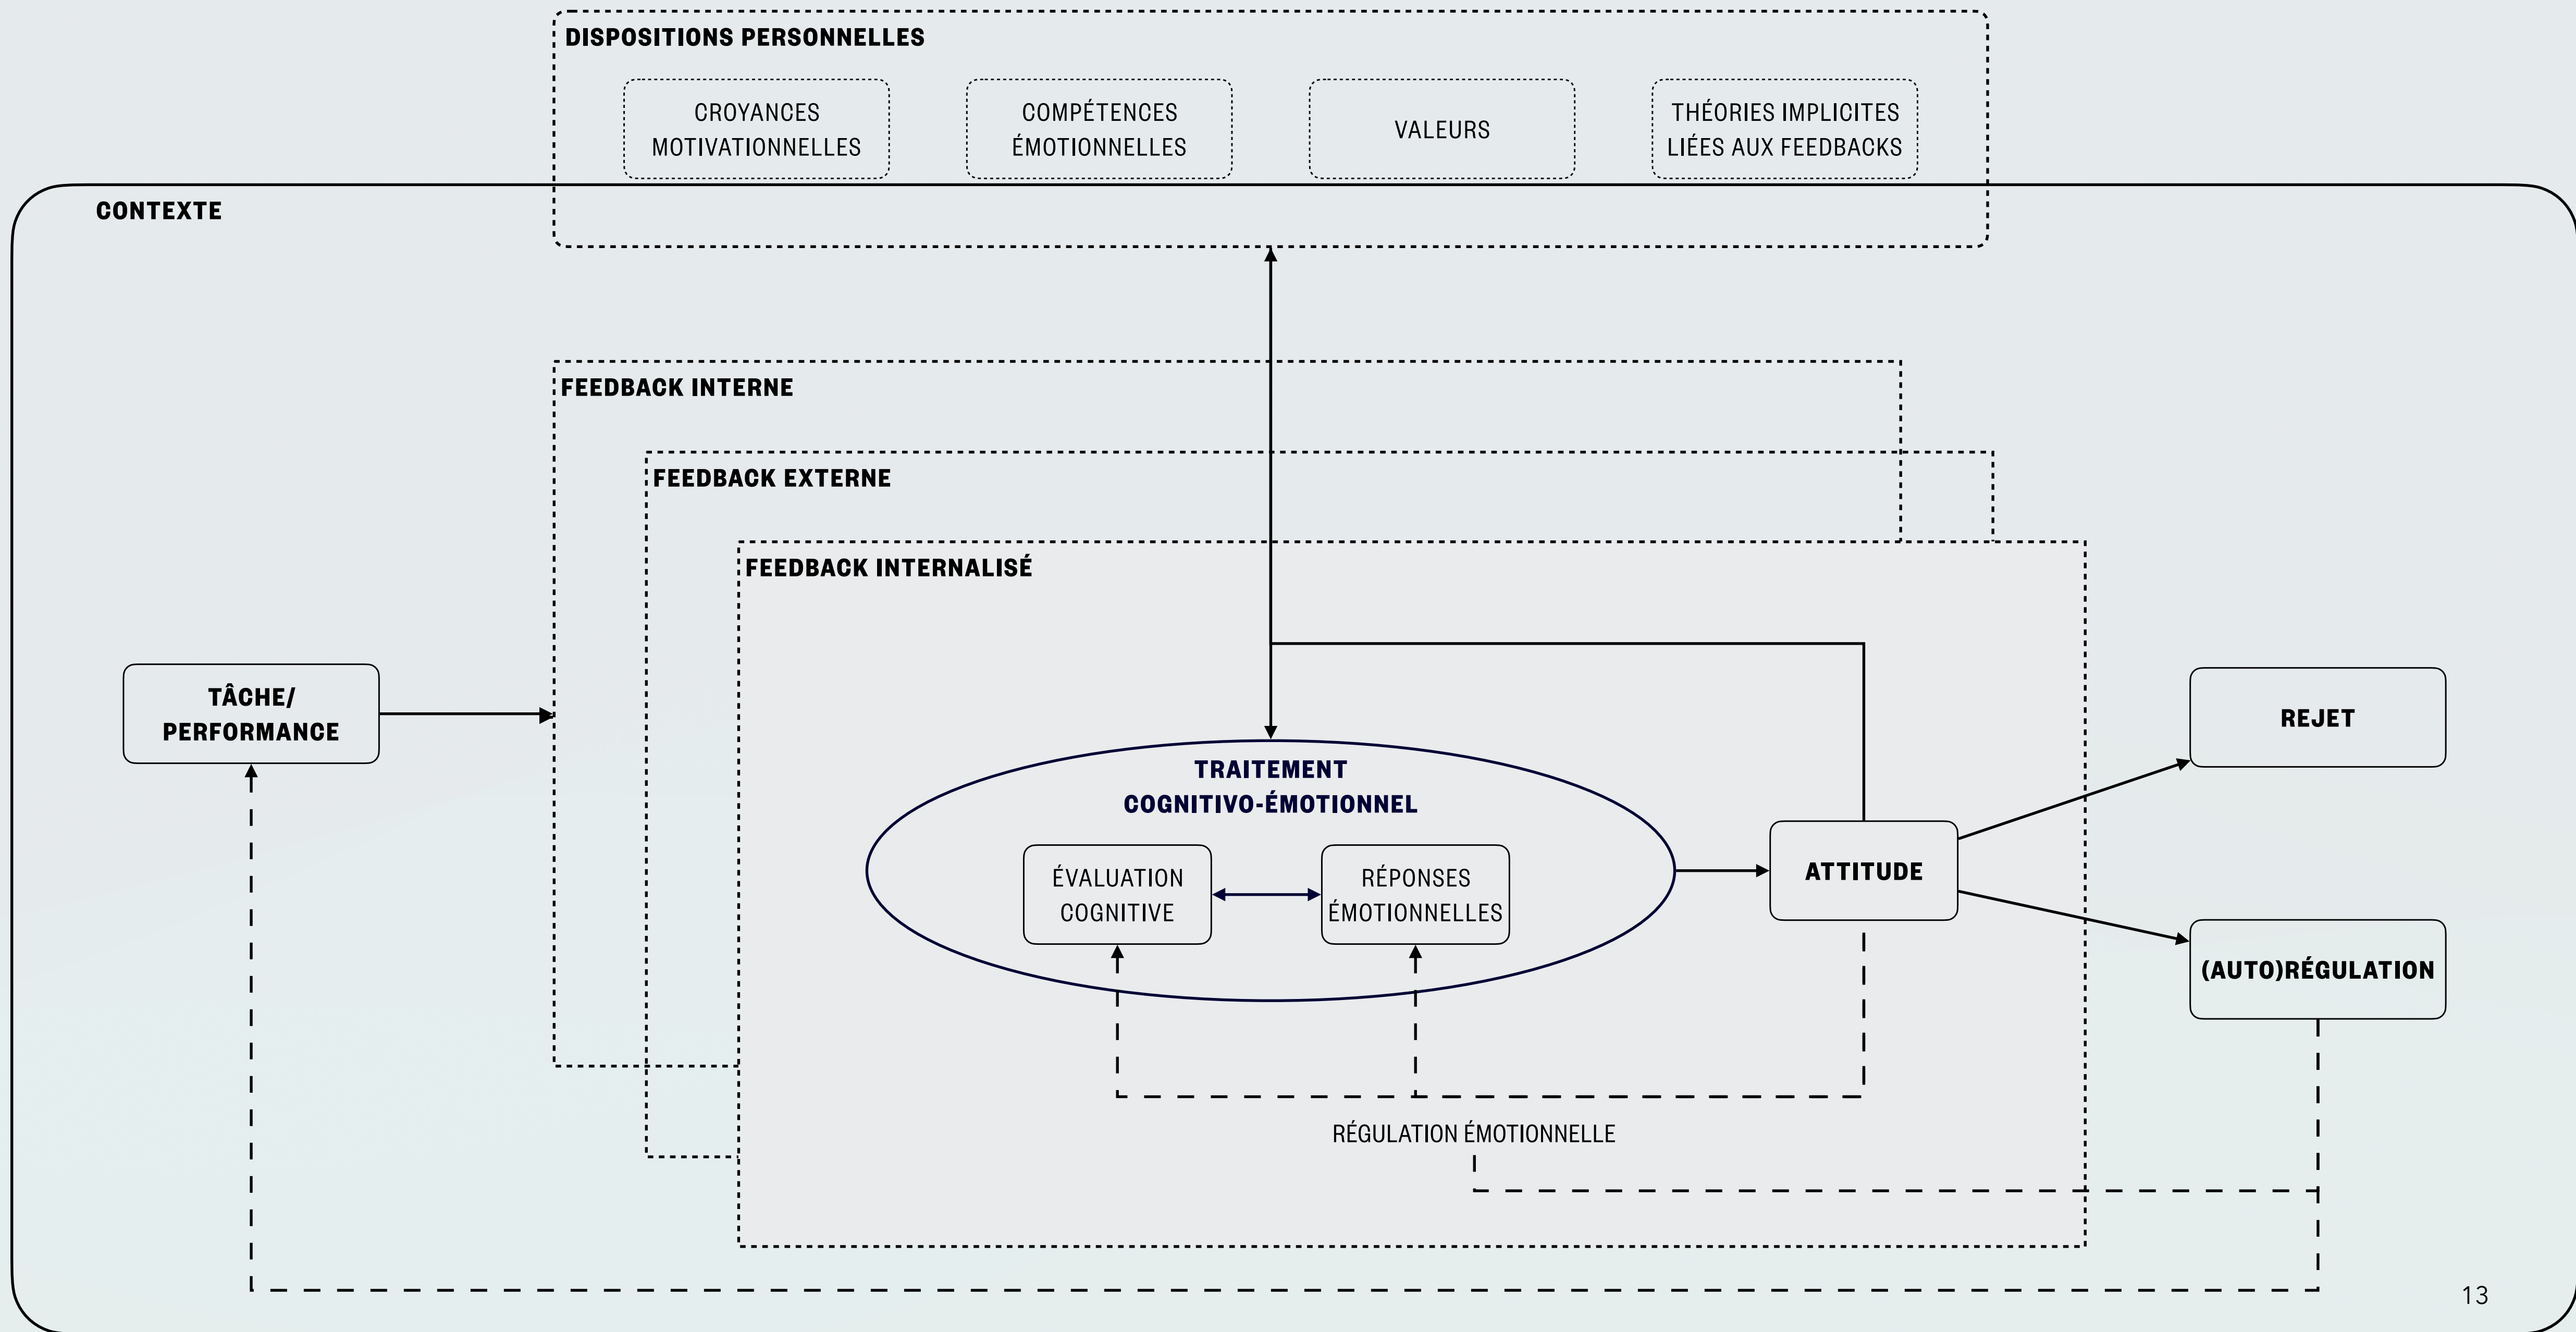 DISPOSITIONS PERSONNELLES
CROYANCES
MOTIVATIONNELLES
COMPÉTENCES
ÉMOTIONNELLES
VALEURS
THÉORIES IMPLICITES
LIÉES AUX FEEDBACKS
CONTEXTE
FEEDBACK INTERNE
FEEDBACK EXTERNE
FEEDBACK INTERNALISÉ
TÂCHE/
PERFORMANCE
TRAITEMENT
COGNITIVO-ÉMOTIONNEL
ÉVALUATION
COGNITIVE
RÉPONSES
ÉMOTIONNELLES
ATTITUDE
REJET
(AUTO)RÉGULATION
RÉGULATION ÉMOTIONNELLE
13